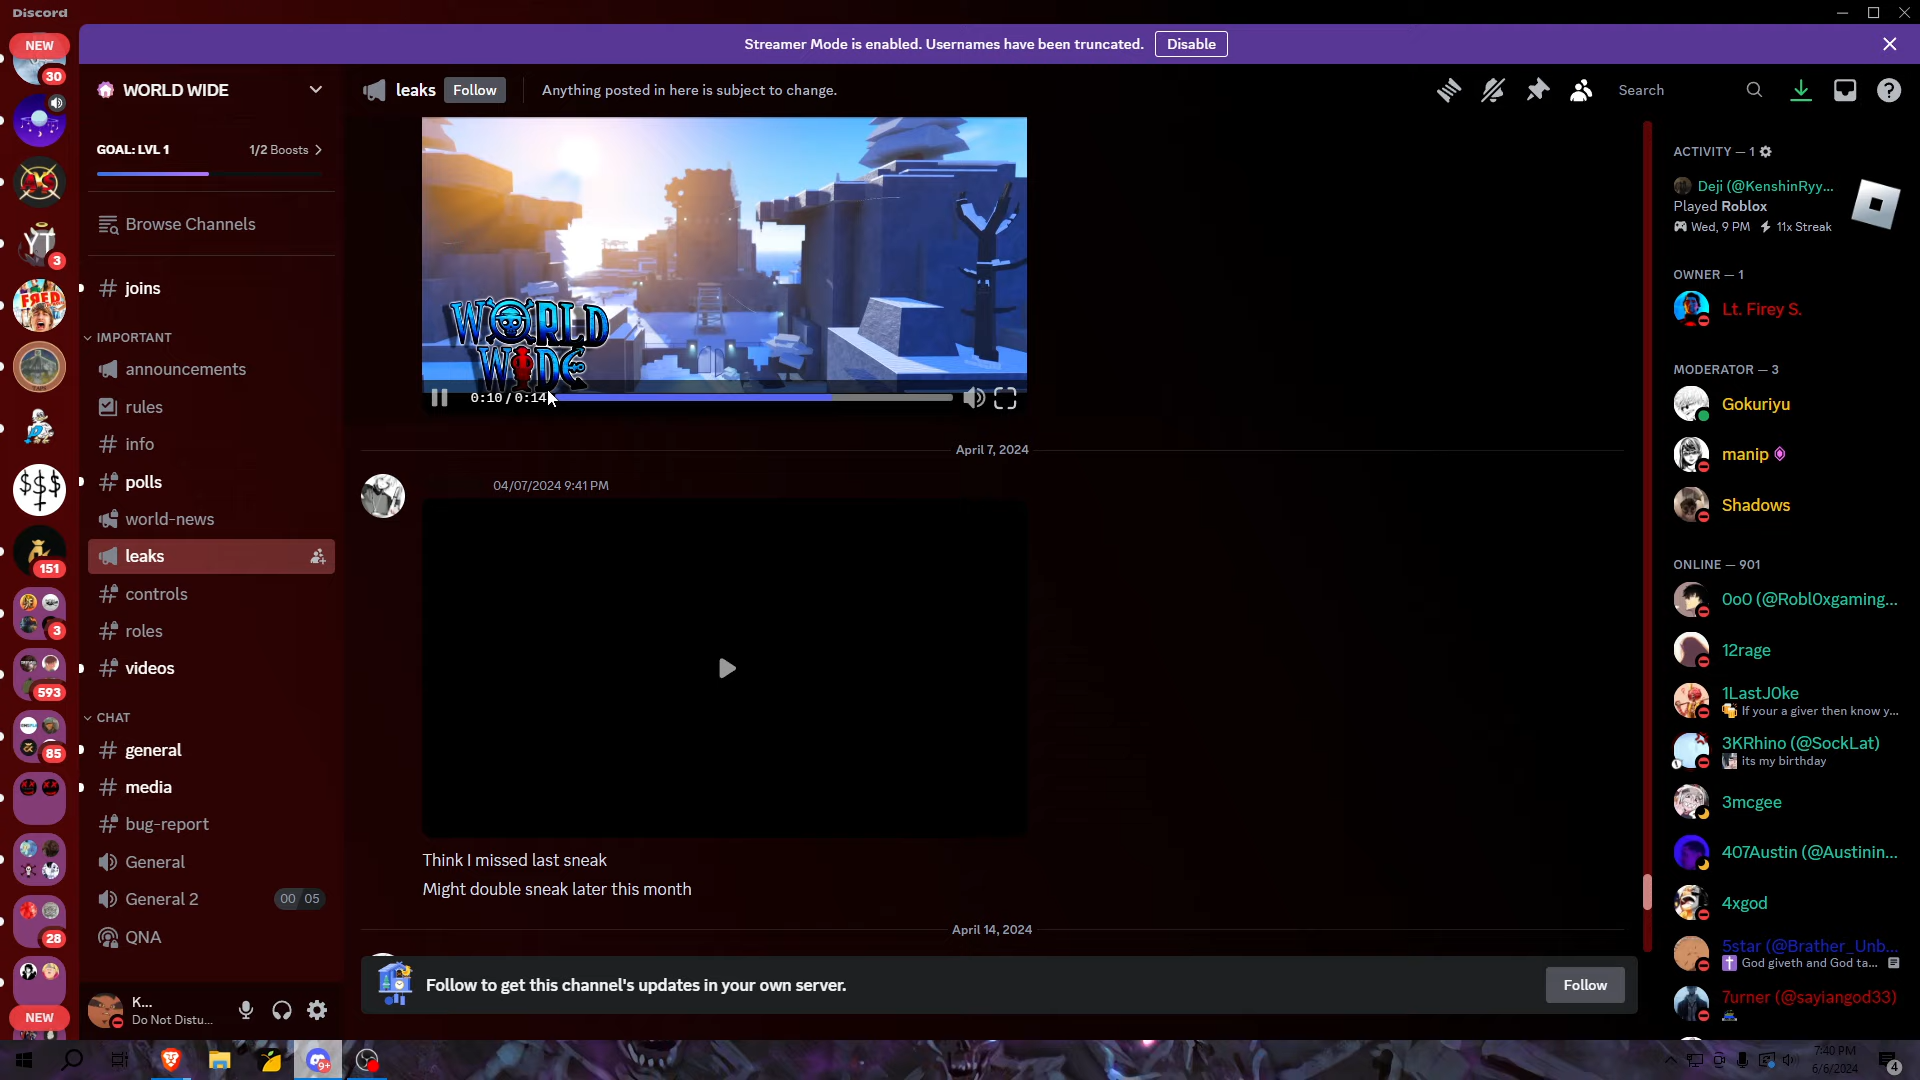 Discord
Streamer Mode is enabled. Usernames have been truncated. Disable
NEW
30
YT
3
FRED
$$$
151
3
593
85
28
NEW
WORLD WIDE
GOAL: LVL 1 1/2 Boosts
Browse Channels
joins
IMPORTANT
announcements
rules
info
polls
world-news
leaks
controls
roles
videos
CHAT
general
media
bug-report
General
General 2 00 05
QNA
K...
Do Not Distu...
leaks Follow Anything posted in here is subject to change.
Search
WORLD
WIDE
0:10 / 0:14
April 7, 2024
04/07/2024 9:41 PM
Think I missed last sneak
Might double sneak later this month
April 14, 2024
Follow to get this channel's updates in your own server. Follow
ACTIVITY — 1
Deji (@KenshinRyy...
Played Roblox
Wed, 9 PM 11x Streak
OWNER — 1
Lt. Firey S.
MODERATOR — 3
Gokuriyu
manip
Shadows
ONLINE — 901
0o0 (@Robl0xgaming...
12rage
1LastJ0ke
If your a giver then know y...
3KRhino (@SockLat)
its my birthday
3mcgee
407Austin (@Austinin...
4xgod
5star (@Brather_Unb...
God giveth and God ta...
7urner (@sayiangod33)
9+
7:40 PM
6/6/2024
4